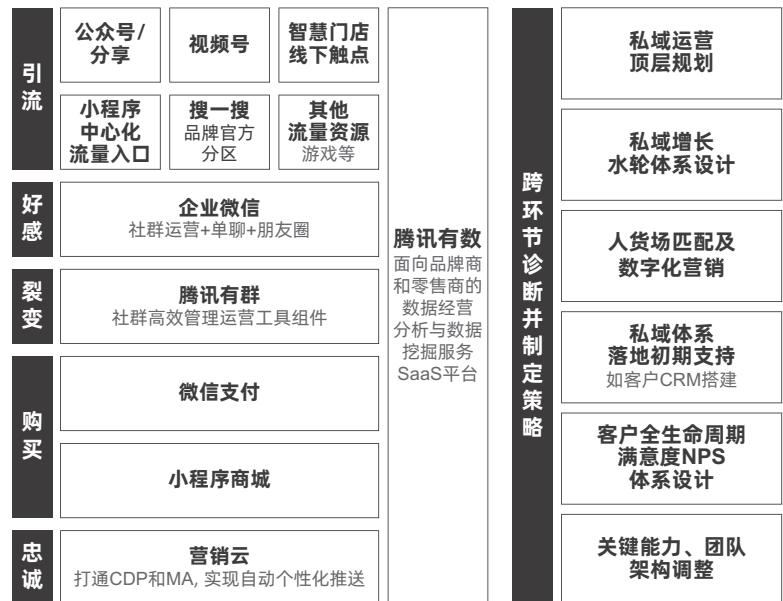 引
流
公众号/
分享
视频号
智慧门店
线下触点
小程序
中心化
流量入口
搜一搜
品牌官方
分区
其他
流量资源
游戏等
好
感
企业微信
社群运营+单聊+朋友圈
裂
变
腾讯有群
社群高效管理运营工具组件
购
买
微信支付
小程序商城
忠
诚
营销云
打通CDP和MA, 实现自动个性化推送
腾讯有数
面向品牌商
和零售商的
数据经营
分析与数据
挖掘服务
SaaS平台
跨
环
节
诊
断
并
制
定
策
略
私域运营
顶层规划
私域增长
水轮体系设计
人货场匹配及
数字化营销
私域体系
落地初期支持
如客户CRM搭建
客户全生命周期
满意度NPS
体系设计
关键能力、团队
架构调整